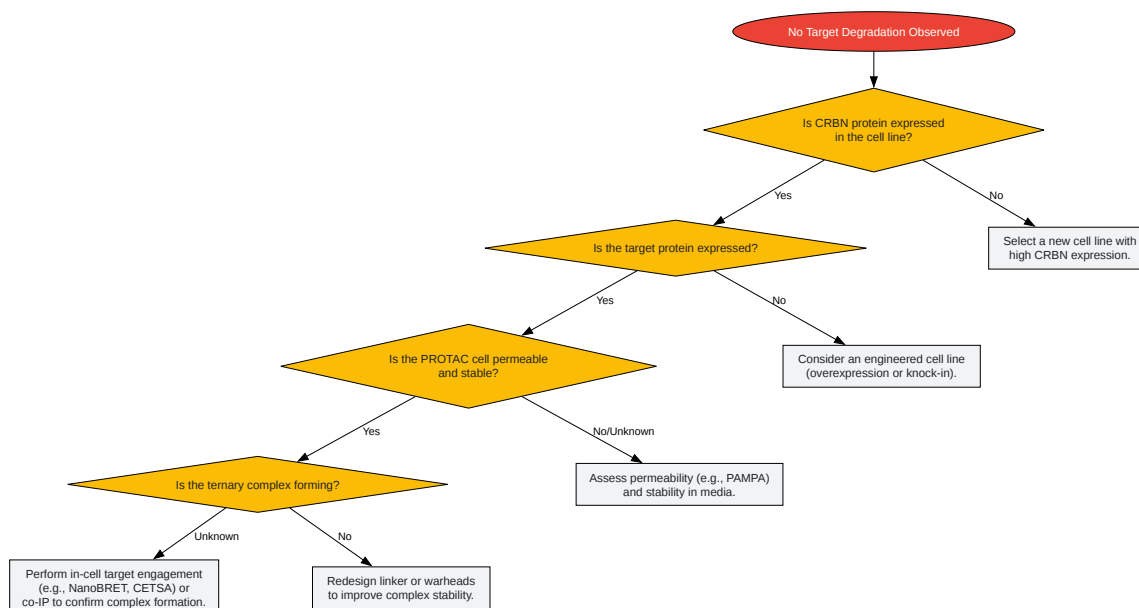 No Target Degradation Observed
Is CRBN protein expressed
in the cell line?
Yes
No
Is the target protein expressed?
Select a new cell line with
high CRBN expression.
Yes
No
Is the PROTAC cell permeable
and stable?
Consider an engineered cell line
(overexpression or knock-in).
Yes
No/Unknown
Is the ternary complex forming?
Assess permeability (e.g., PAMPA)
and stability in media.
Unknown
No
Perform in-cell target engagement
(e.g., NanoBRET, CETSA) or
co-IP to confirm complex formation.
Redesign linker or warheads
to improve complex stability.